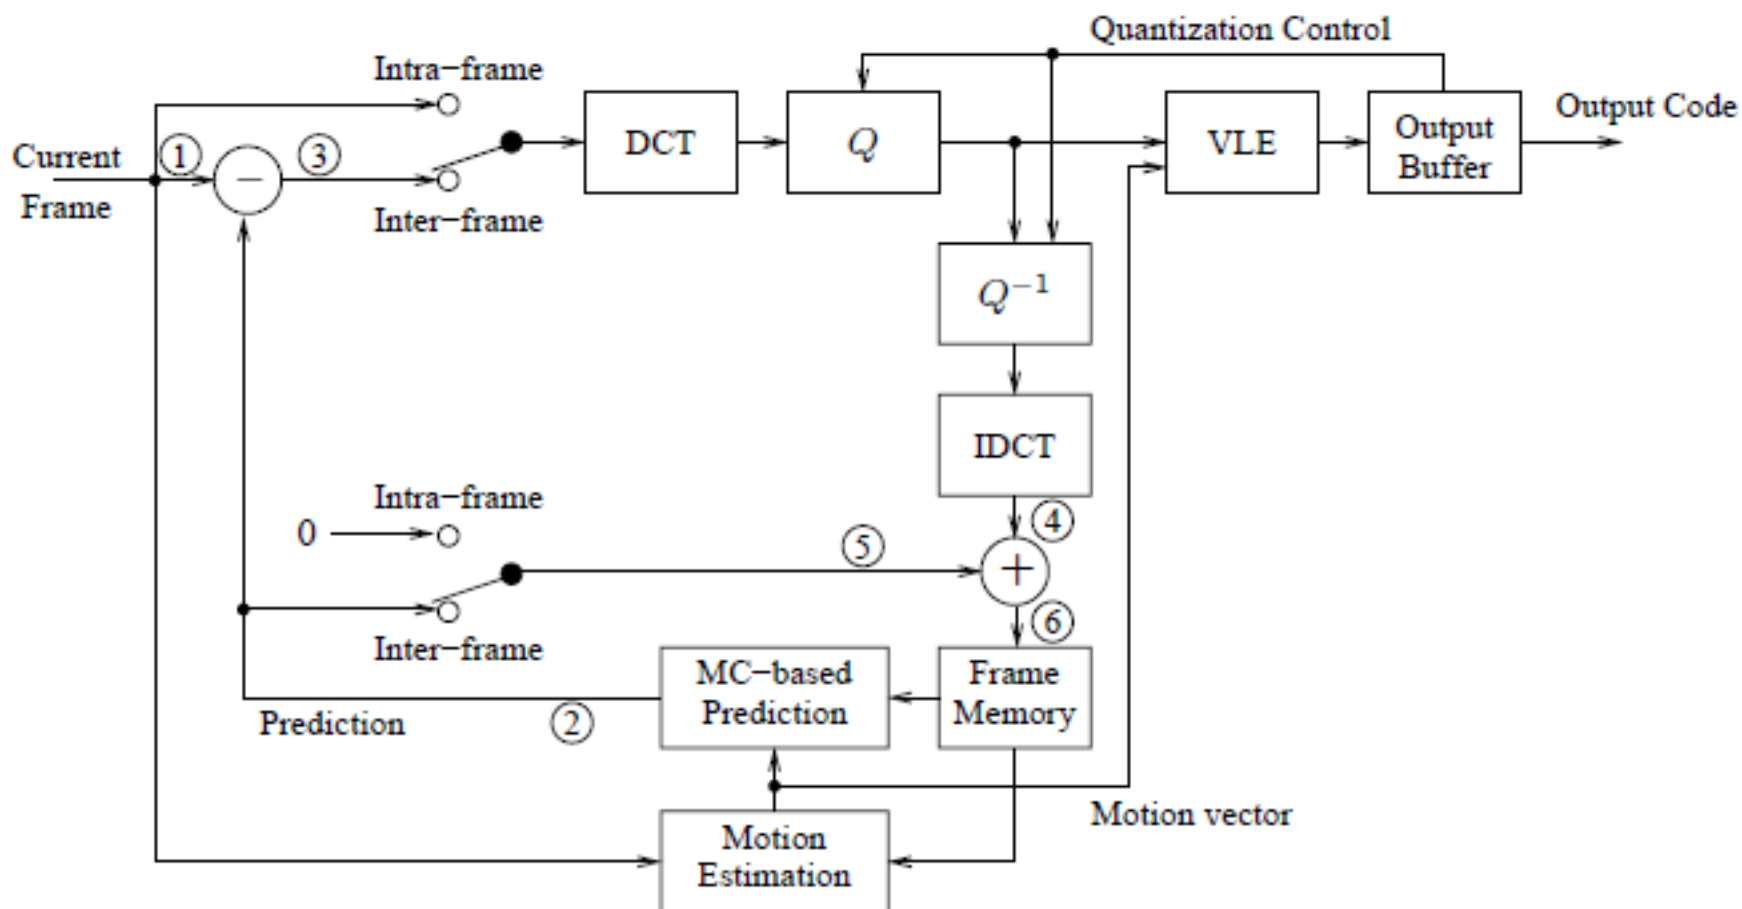 Quantization Control
Intra−frame
Output Code
Current
Frame
1
−
3
DCT
Q
VLE
Output
Buffer
Inter−frame
Q−1
IDCT
Intra−frame
0
4
5
+
6
Inter−frame
MC−based
Prediction
Frame
Memory
Prediction
2
Motion vector
Motion
Estimation